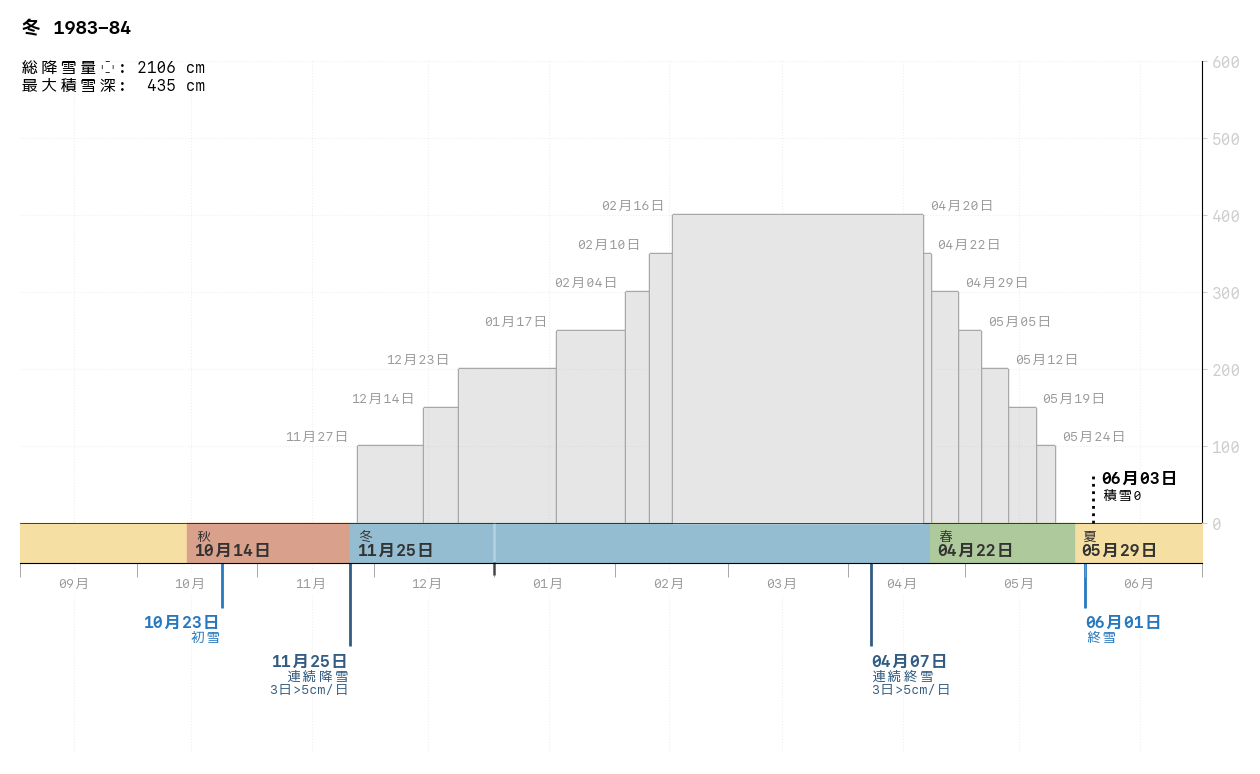 冬 1983–84
総降雪量: 2106 cm
最大積雪深: 435 cm
600
500
400
300
200
100
0
02月16日
04月20日
02月10日
04月22日
02月04日
04月29日
01月17日
05月05日
12月23日
05月12日
12月14日
05月19日
11月27日
05月24日
06月03日
積雪0
秋
10月14日
冬
11月25日
春
04月22日
夏
05月29日
09月
10月
11月
12月
01月
02月
03月
04月
05月
06月
10月23日
初雪
06月01日
終雪
11月25日
連続降雪
3日>5cm/日
04月07日
連続終雪
3日>5cm/日